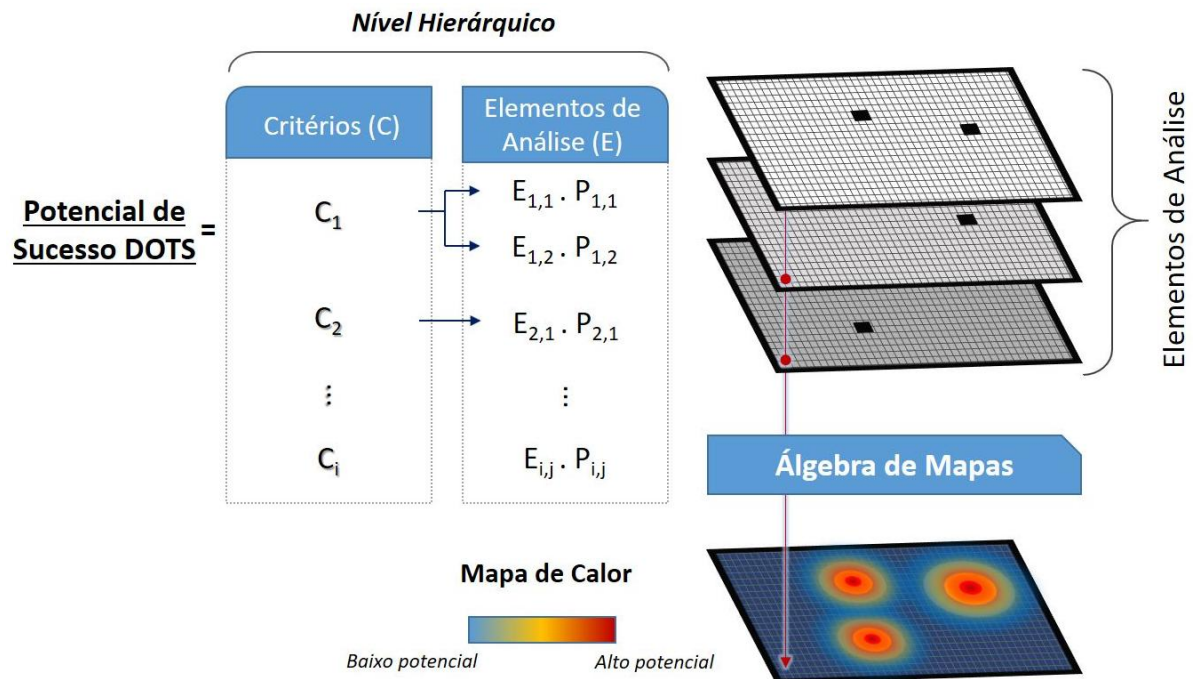 Nível Hierárquico
Critérios (C)
Elementos de
Análise (E)
Potencial de
Sucesso DOTS
=
C₁
E₁,₁ . P₁,₁
E₁,₂ . P₁,₂
C₂
E₂,₁ . P₂,₁
⋮
⋮
Cᵢ
Eᵢ,ⱼ . Pᵢ,ⱼ
Elementos de Análise
Álgebra de Mapas
Mapa de Calor
Baixo potencial
Alto potencial